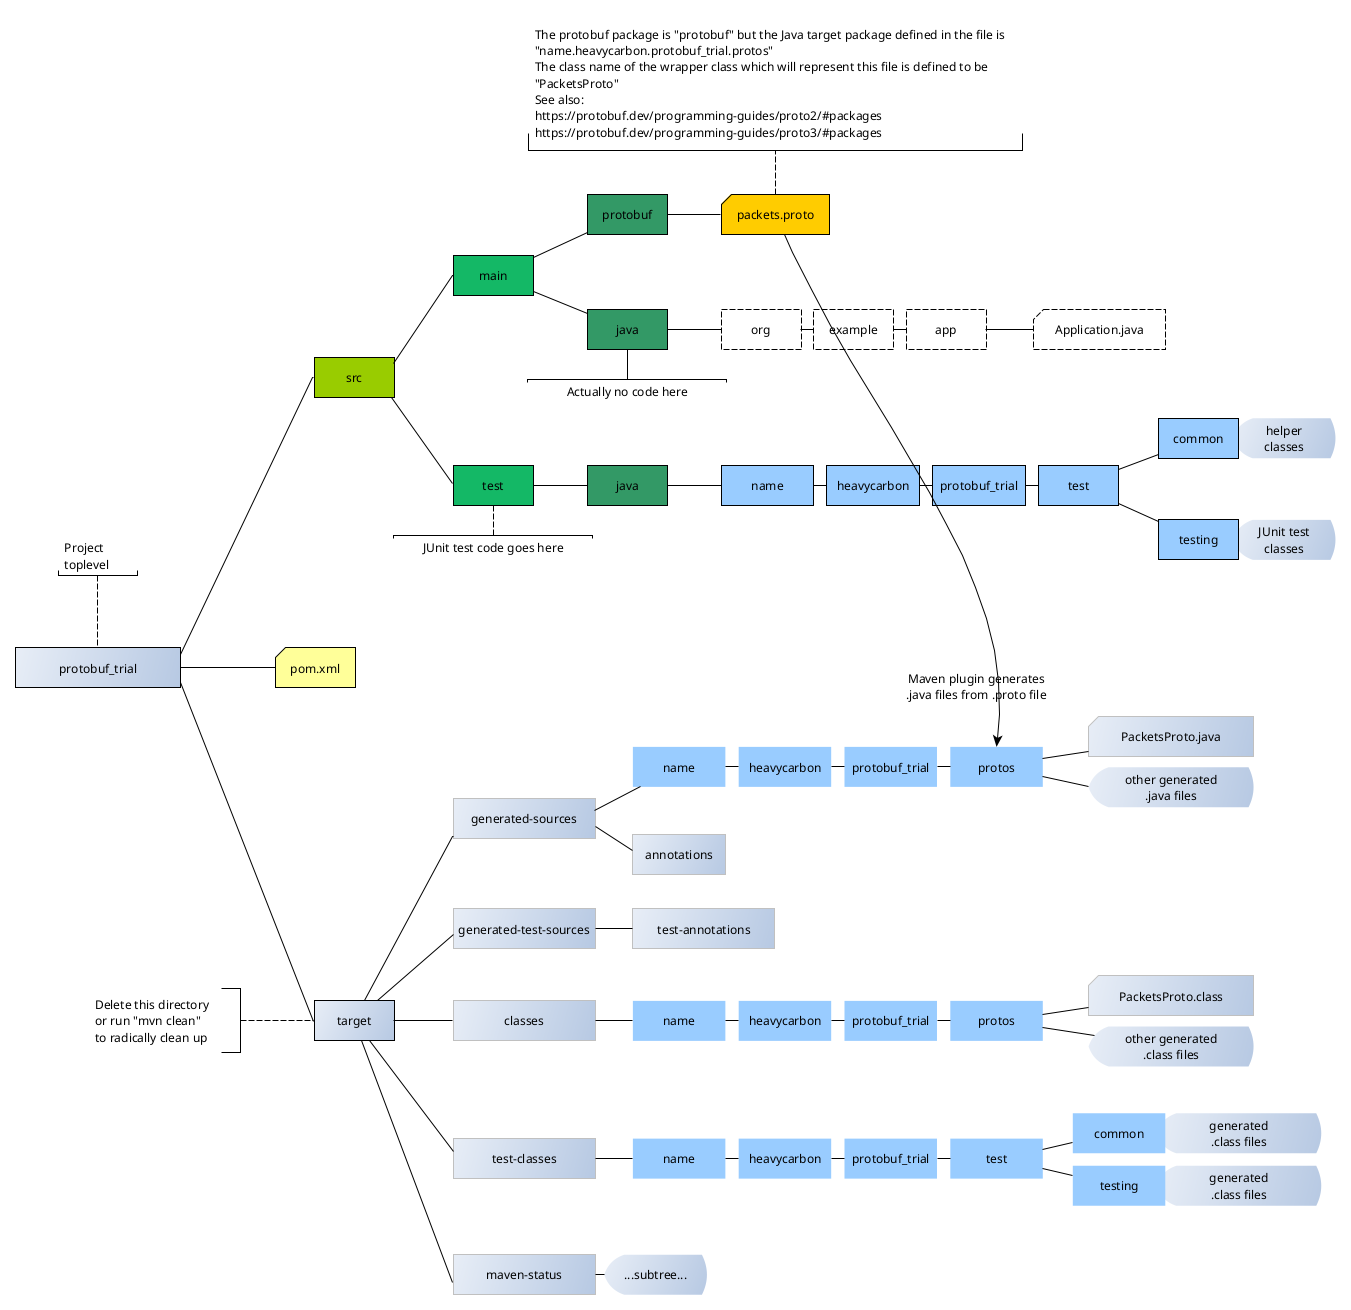 The protobuf package is "protobuf" but the Java target package defined in the file is
"name.heavycarbon.protobuf_trial.protos"
The class name of the wrapper class which will represent this file is defined to be
"PacketsProto"
See also:
https://protobuf.dev/programming-guides/proto2/#packages
https://protobuf.dev/programming-guides/proto3/#packages
protobuf
packets.proto
main
java
org
example
app
Application.java
Actually no code here
src
common
helper
classes
test
java
name
heavycarbon
protobuf_trial
test
testing
JUnit test
classes
JUnit test code goes here
Project
toplevel
protobuf_trial
pom.xml
Maven plugin generates
.java files from .proto file
PacketsProto.java
name
heavycarbon
protobuf_trial
protos
other generated
.java files
generated-sources
annotations
generated-test-sources
test-annotations
Delete this directory
or run "mvn clean"
to radically clean up
target
classes
name
heavycarbon
protobuf_trial
protos
PacketsProto.class
other generated
.class files
test-classes
name
heavycarbon
protobuf_trial
test
common
generated
.class files
testing
generated
.class files
maven-status
...subtree...